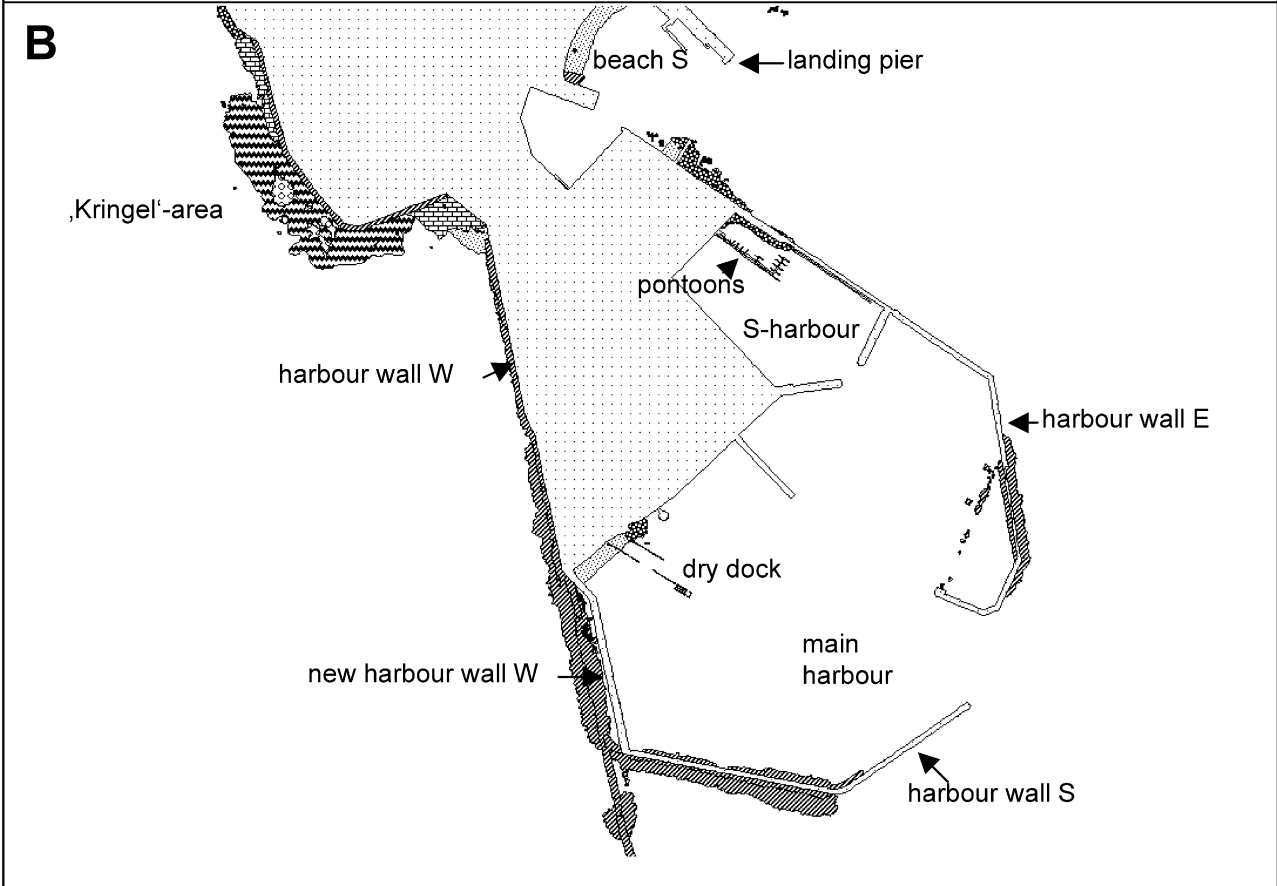 B
beach S
landing pier
‚Kringel‘-area
pontoons
S-harbour
harbour wall W
harbour wall E
dry dock
main
harbour
new harbour wall W
harbour wall S